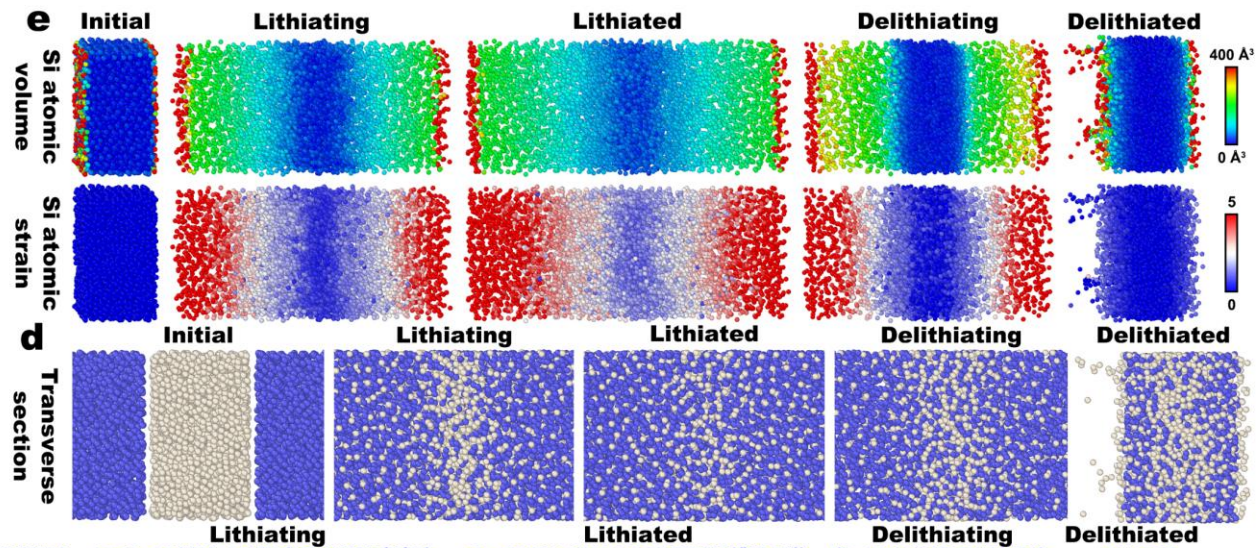 e
Initial Lithiating Lithiated Delithiating Delithiated
Si atomic
volume
400 Å³
0 Å³
Si atomic
strain
5
0
d
Initial Lithiating Lithiated Delithiating Delithiated
Transverse
section
Lithiating Lithiated Delithiating Delithiated